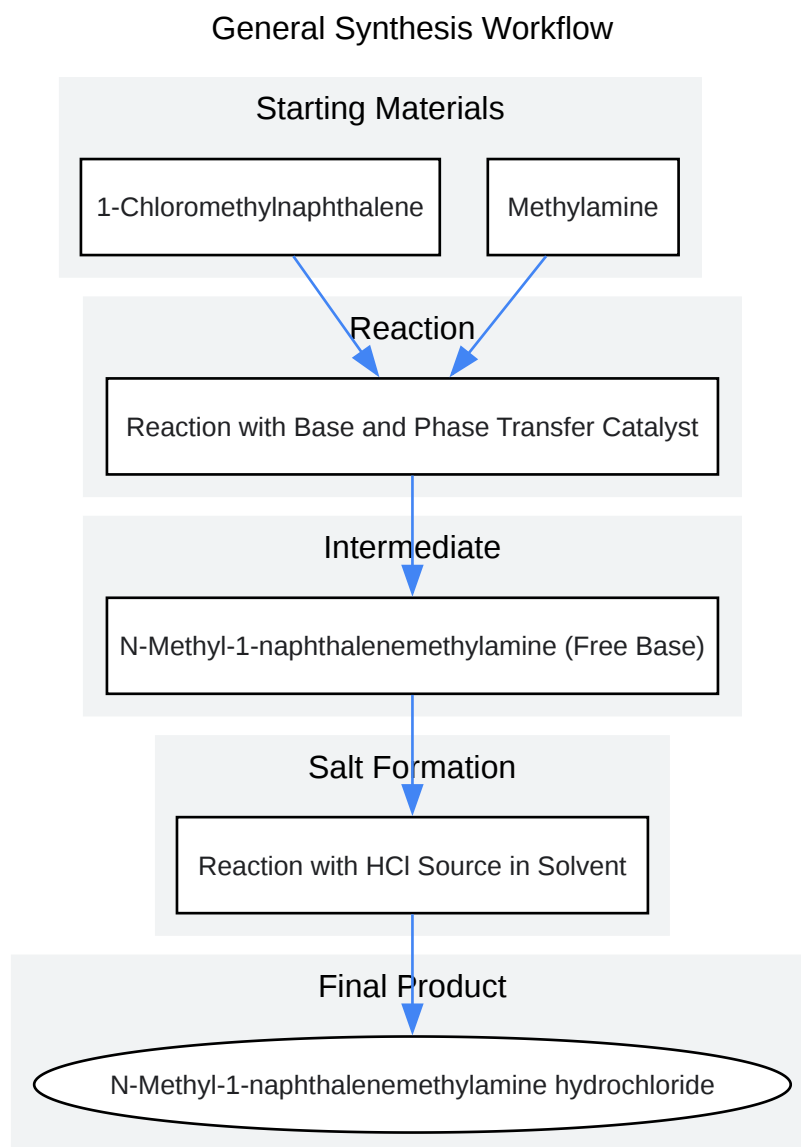 General Synthesis Workflow
Starting Materials
1-Chloromethylnaphthalene
Methylamine
Reaction
Reaction with Base and Phase Transfer Catalyst
Intermediate
N-Methyl-1-naphthalenemethylamine (Free Base)
Salt Formation
Reaction with HCl Source in Solvent
Final Product
N-Methyl-1-naphthalenemethylamine hydrochloride